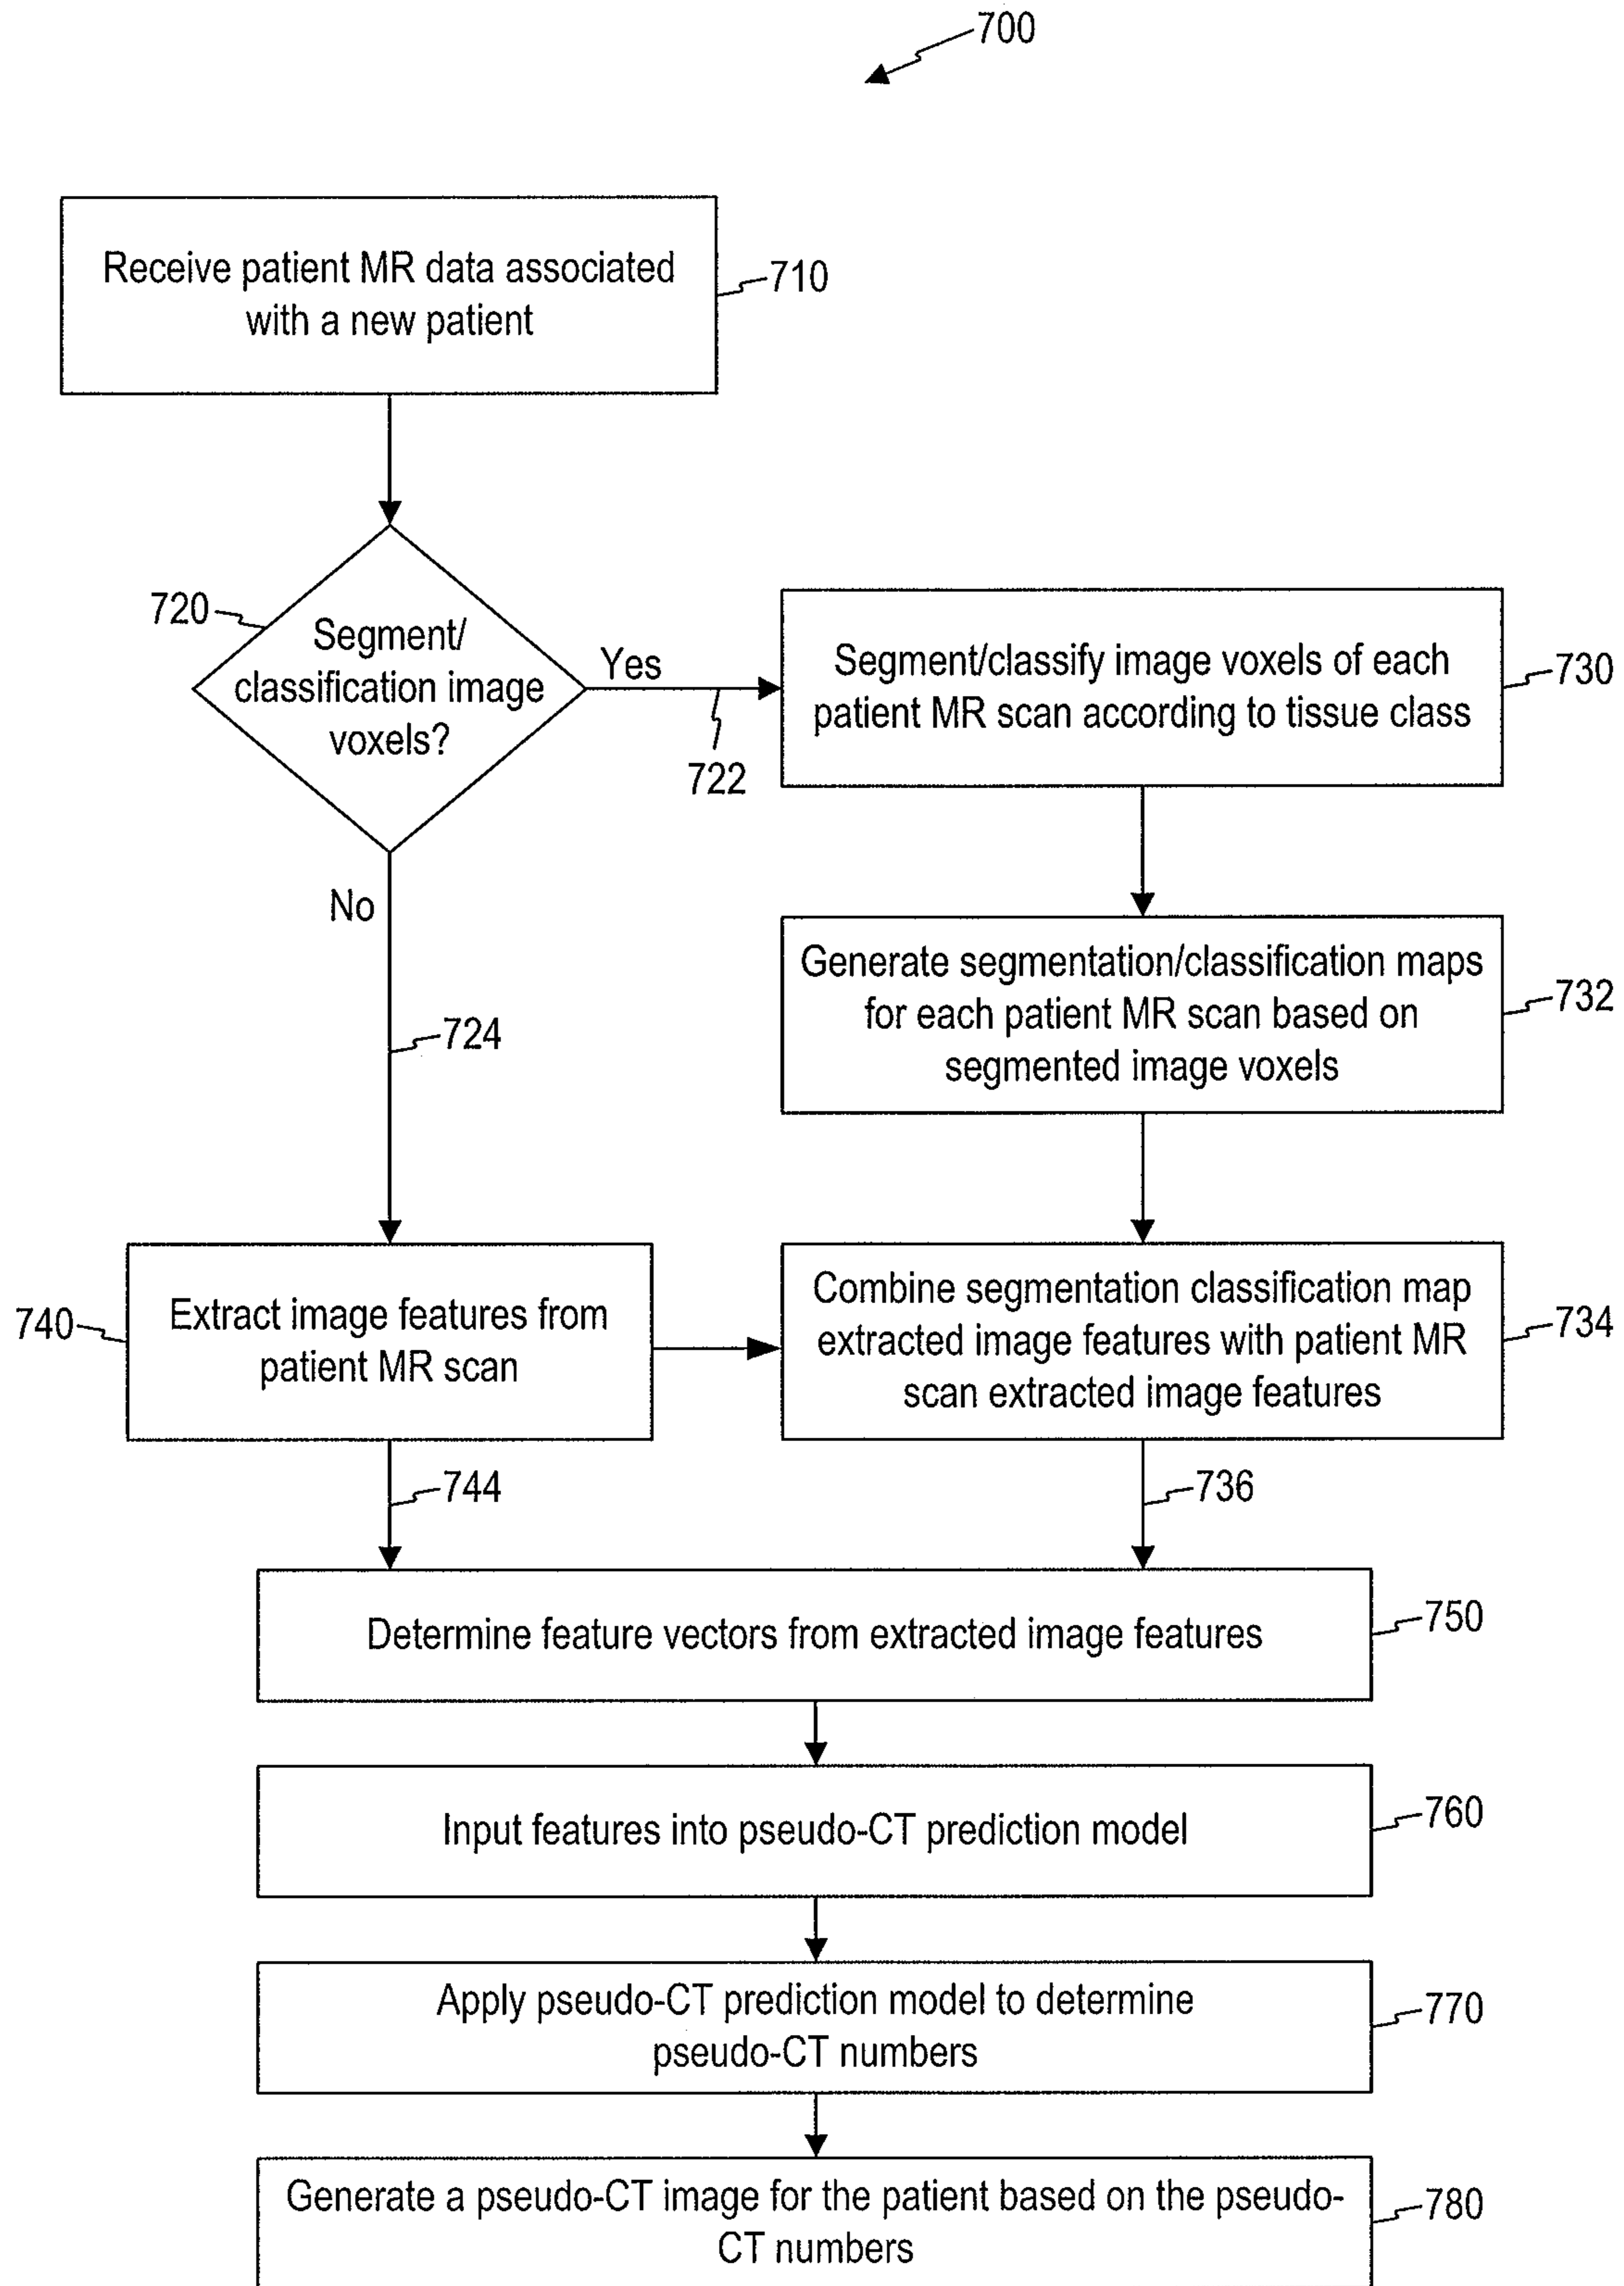 700
Receive patient MR data associated
with a new patient
710
720
Segment/
classification image
voxels?
Yes
722
Segment/classify image voxels of each
patient MR scan according to tissue class
730
No
724
Generate segmentation/classification maps
for each patient MR scan based on
segmented image voxels
732
740
Extract image features from
patient MR scan
Combine segmentation classification map
extracted image features with patient MR
scan extracted image features
734
744
736
Determine feature vectors from extracted image features
750
Input features into pseudo-CT prediction model
760
Apply pseudo-CT prediction model to determine
pseudo-CT numbers
770
Generate a pseudo-CT image for the patient based on the pseudo-
CT numbers
780